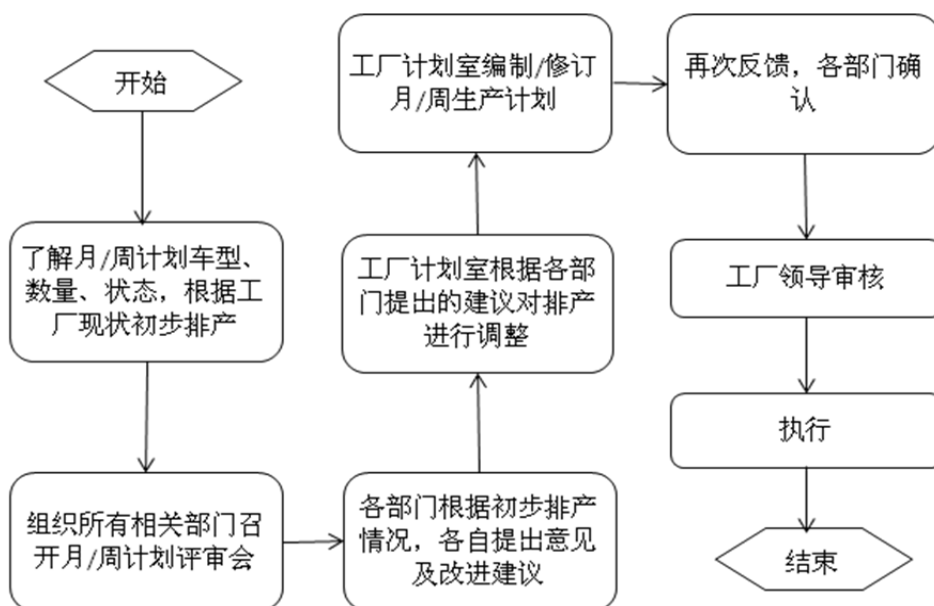 开始
了解月/周计划车型、
数量、状态，根据工
厂现状初步排产
组织所有相关部门召
开月/周计划评审会
各部门根据初步排产
情况，各自提出意见
及改进建议
工厂计划室根据各部
门提出的建议对排产
进行调整
工厂计划室编制/修订
月/周生产计划
再次反馈，各部门确
认
工厂领导审核
执行
结束